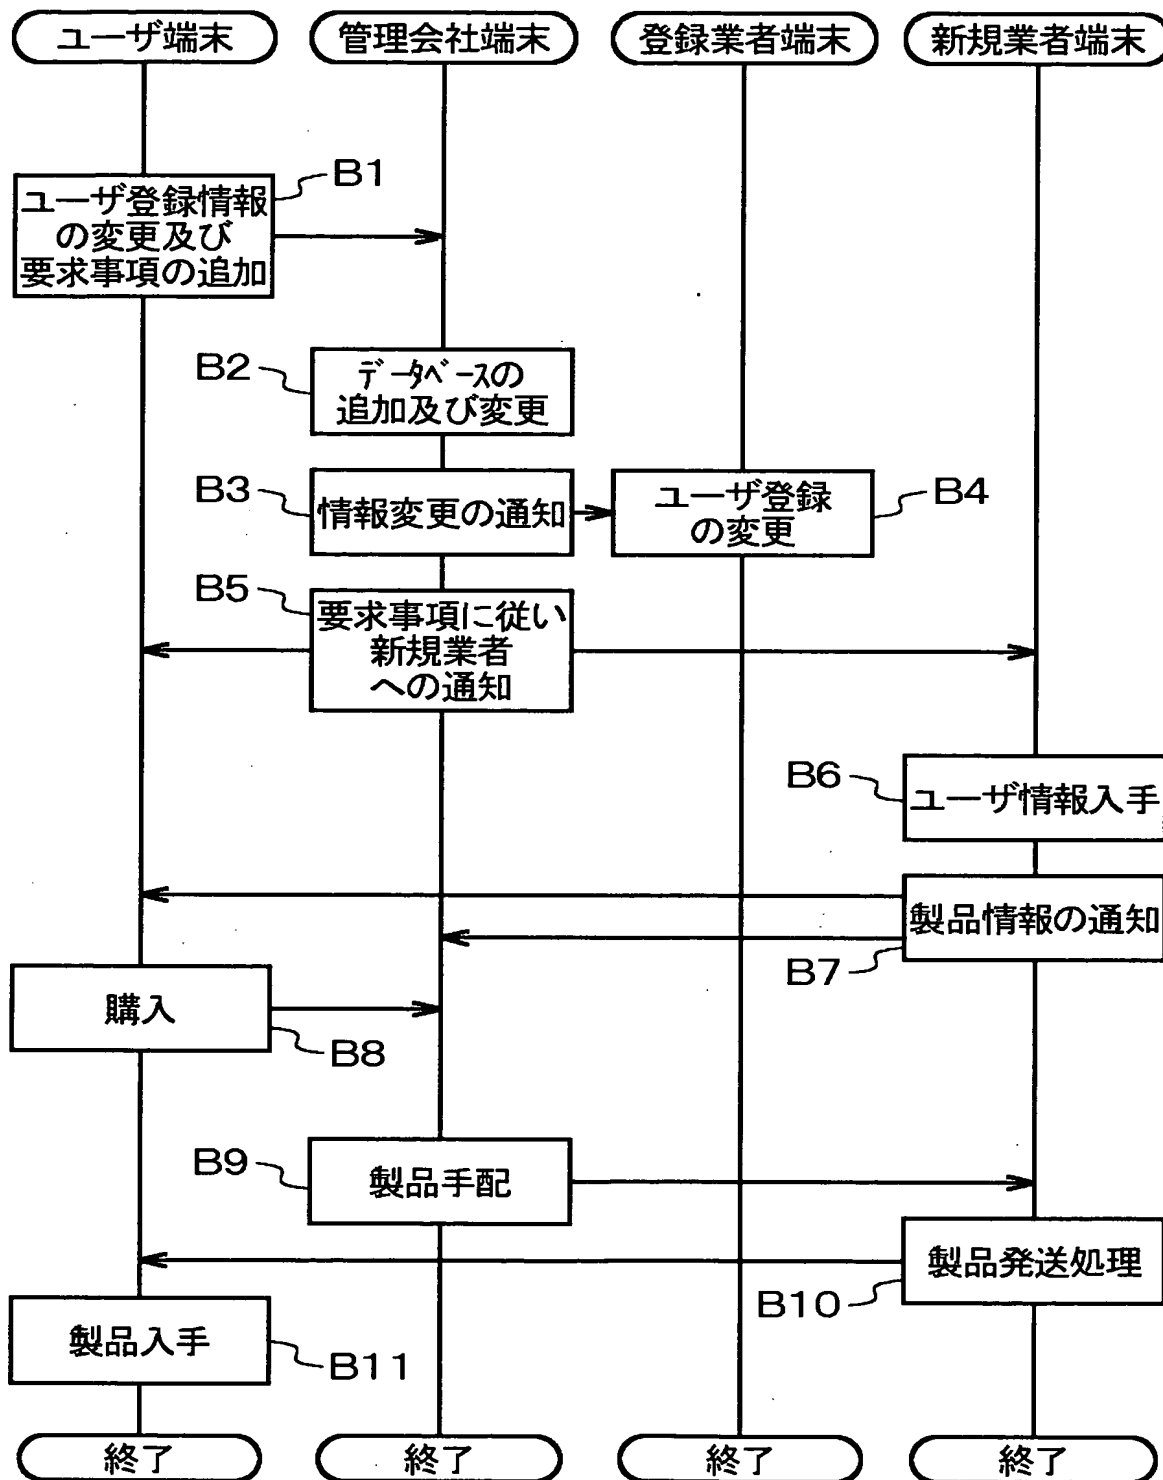 ユーザ端末
管理会社端末
登録業者端末
新規業者端末
B1
ユーザ登録情報
の変更及び
要求事項の追加
B2
データベースの
追加及び変更
B3
情報変更の通知
ユーザ登録
の変更
B4
B5
要求事項に従い
新規業者
への通知
B6
ユーザ情報入手
製品情報の通知
B7
購入
B8
B9
製品手配
製品発送処理
B10
製品入手
B11
終了
終了
終了
終了